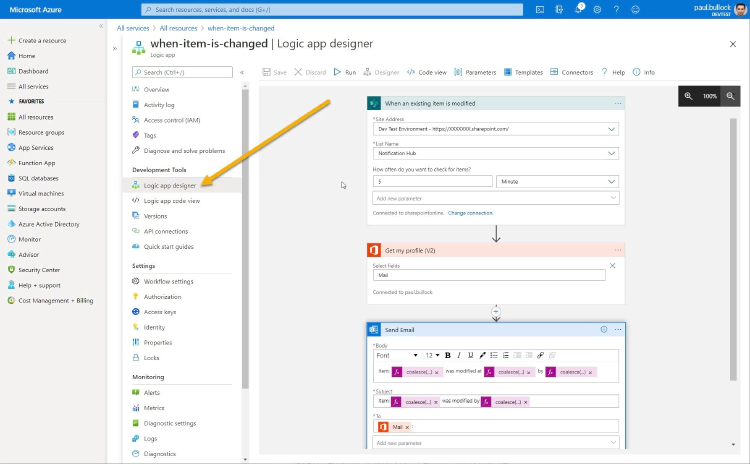 Microsoft Azure
Search resources, services, and docs (G+/)
1
paul.bullock
DEVTEST
Create a resource
Home
Dashboard
All services
FAVORITES
All resources
Resource groups
App Services
Function App
SQL databases
Virtual machines
Storage accounts
Azure Active Directory
Monitor
Advisor
Security Center
Help + support
Cost Management + Billing
All services > All resources > when-item-is-changed
when-item-is-changed | Logic app designer
Logic app
Search (Ctrl+/)
Overview
Activity log
Access control (IAM)
Tags
Diagnose and solve problems
Development Tools
Logic app designer
Logic app code view
Versions
API connections
Quick start guides
Settings
Workflow settings
Authorization
Access keys
Identity
Properties
Locks
Monitoring
Alerts
Metrics
Diagnostic settings
Logs
Diagnostics
Save Discard Run Designer Code view Parameters Templates Connectors Help Info
100%
When an existing item is modified
*Site Address
Dev Test Environment - https://XXXXXXX.sharepoint.com/
*List Name
Notification Hub
How often do you want to check for items?
5 Minute
Add new parameter
Connected to sharepointonline. Change connection.
Get my profile (V2)
Select Fields
Mail
Connected to paul.bullock.
Send Email
*Body
Font 12 B I U
Item: coalesce(...) × was modified at coalesce(...) × by coalesce(...) ×
*Subject
Item: coalesce(...) × was modified by coalesce(...) ×
*To
Mail ×
Add new parameter